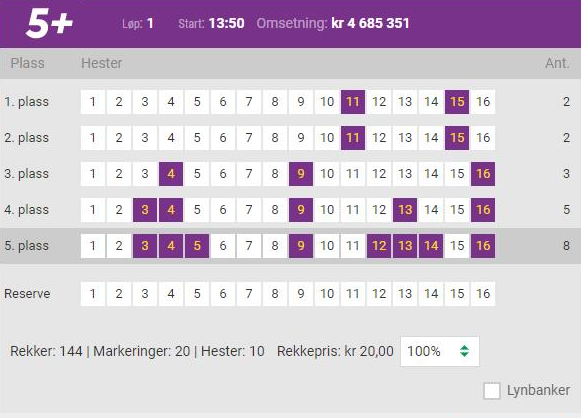 5+ Løp: 1 Start: 13:50 Omsetning: kr 4 685 351
Plass Hester Ant.
1. plass 1 2 3 4 5 6 7 8 9 10 11 12 13 14 15 16 2
2. plass 1 2 3 4 5 6 7 8 9 10 11 12 13 14 15 16 2
3. plass 1 2 3 4 5 6 7 8 9 10 11 12 13 14 15 16 3
4. plass 1 2 3 4 5 6 7 8 9 10 11 12 13 14 15 16 5
5. plass 1 2 3 4 5 6 7 8 9 10 11 12 13 14 15 16 8
Reserve 1 2 3 4 5 6 7 8 9 10 11 12 13 14 15 16
Rekker: 144 | Markeringer: 20 | Hester: 10 Rekkepris: kr 20,00 100%
Lynbanker